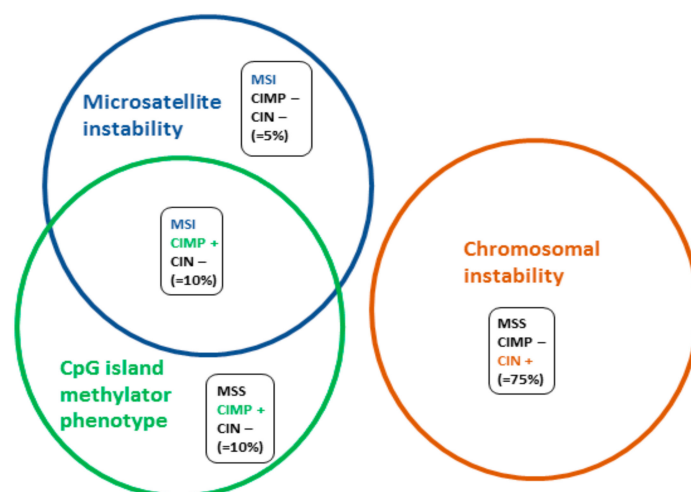 Microsatellite
instability
MSI
CIMP –
CIN –
(=5%)
MSI
CIMP +
CIN –
(=10%)
CpG island
methylator
phenotype
MSS
CIMP +
CIN –
(=10%)
Chromosomal
instability
MSS
CIMP –
CIN +
(=75%)